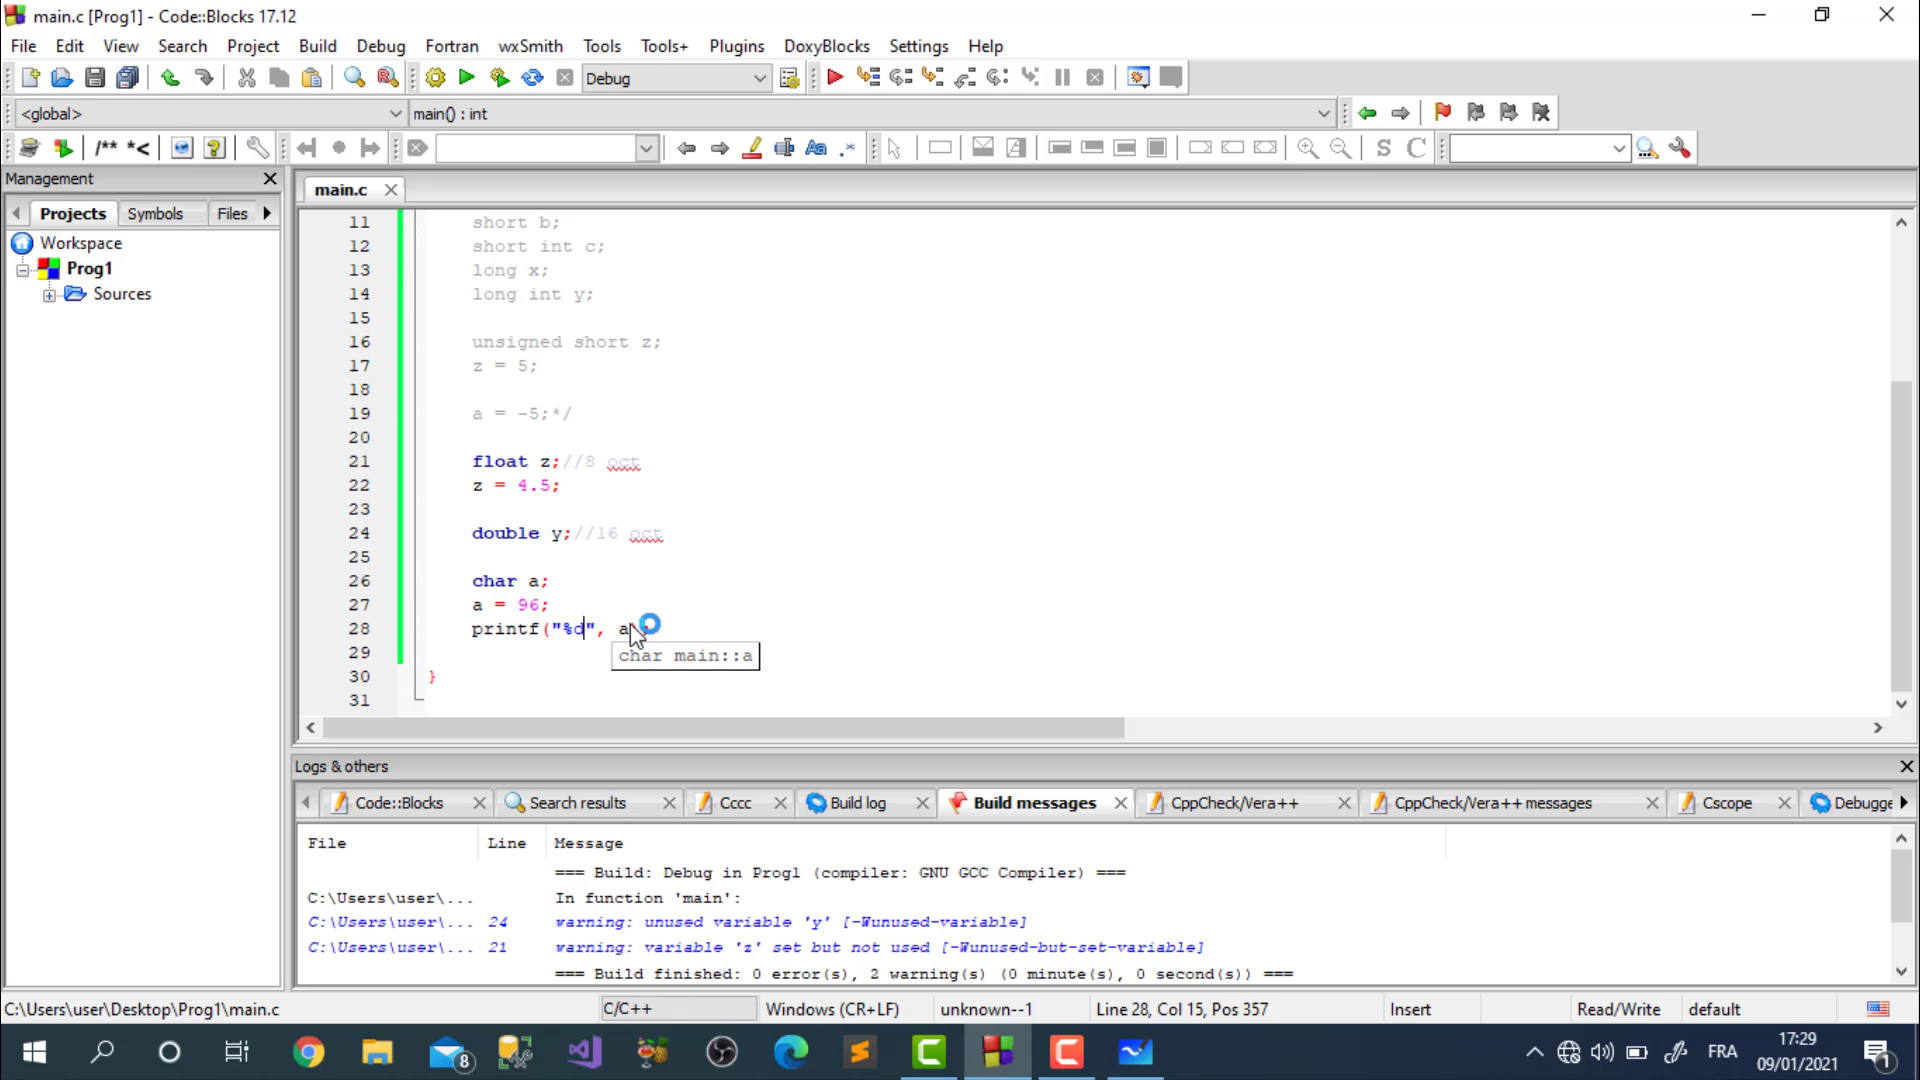 main.c [Prog1] - Code::Blocks 17.12
File Edit View Search Project Build Debug Fortran wxSmith Tools Tools+ Plugins DoxyBlocks Settings Help
Debug
<global> main() : int
/** *<
Management
Projects Symbols Files
Workspace
Prog1
Sources
main.c
11 short b;
12 short int c;
13 long x;
14 long int y;
15
16 unsigned short z;
17 z = 5;
18
19 a = -5;*/
20
21 float z;//8 oct
22 z = 4.5;
23
24 double y;//16 oct
25
26 char a;
27 a = 96;
28 printf("%d", a
29
char main::a
30 }
31
Logs & others
Code::Blocks Search results Cccc Build log Build messages CppCheck/Vera++ CppCheck/Vera++ messages Cscope Debugge
File Line Message
=== Build: Debug in Prog1 (compiler: GNU GCC Compiler) ===
C:\Users\user\... In function 'main':
C:\Users\user\... 24 warning: unused variable 'y' [-Wunused-variable]
C:\Users\user\... 21 warning: variable 'z' set but not used [-Wunused-but-set-variable]
=== Build finished: 0 error(s), 2 warning(s) (0 minute(s), 0 second(s)) ===
C:\Users\user\Desktop\Prog1\main.c C/C++ Windows (CR+LF) unknown--1 Line 28, Col 15, Pos 357 Insert Read/Write default
8 FRA 17:29
09/01/2021 1